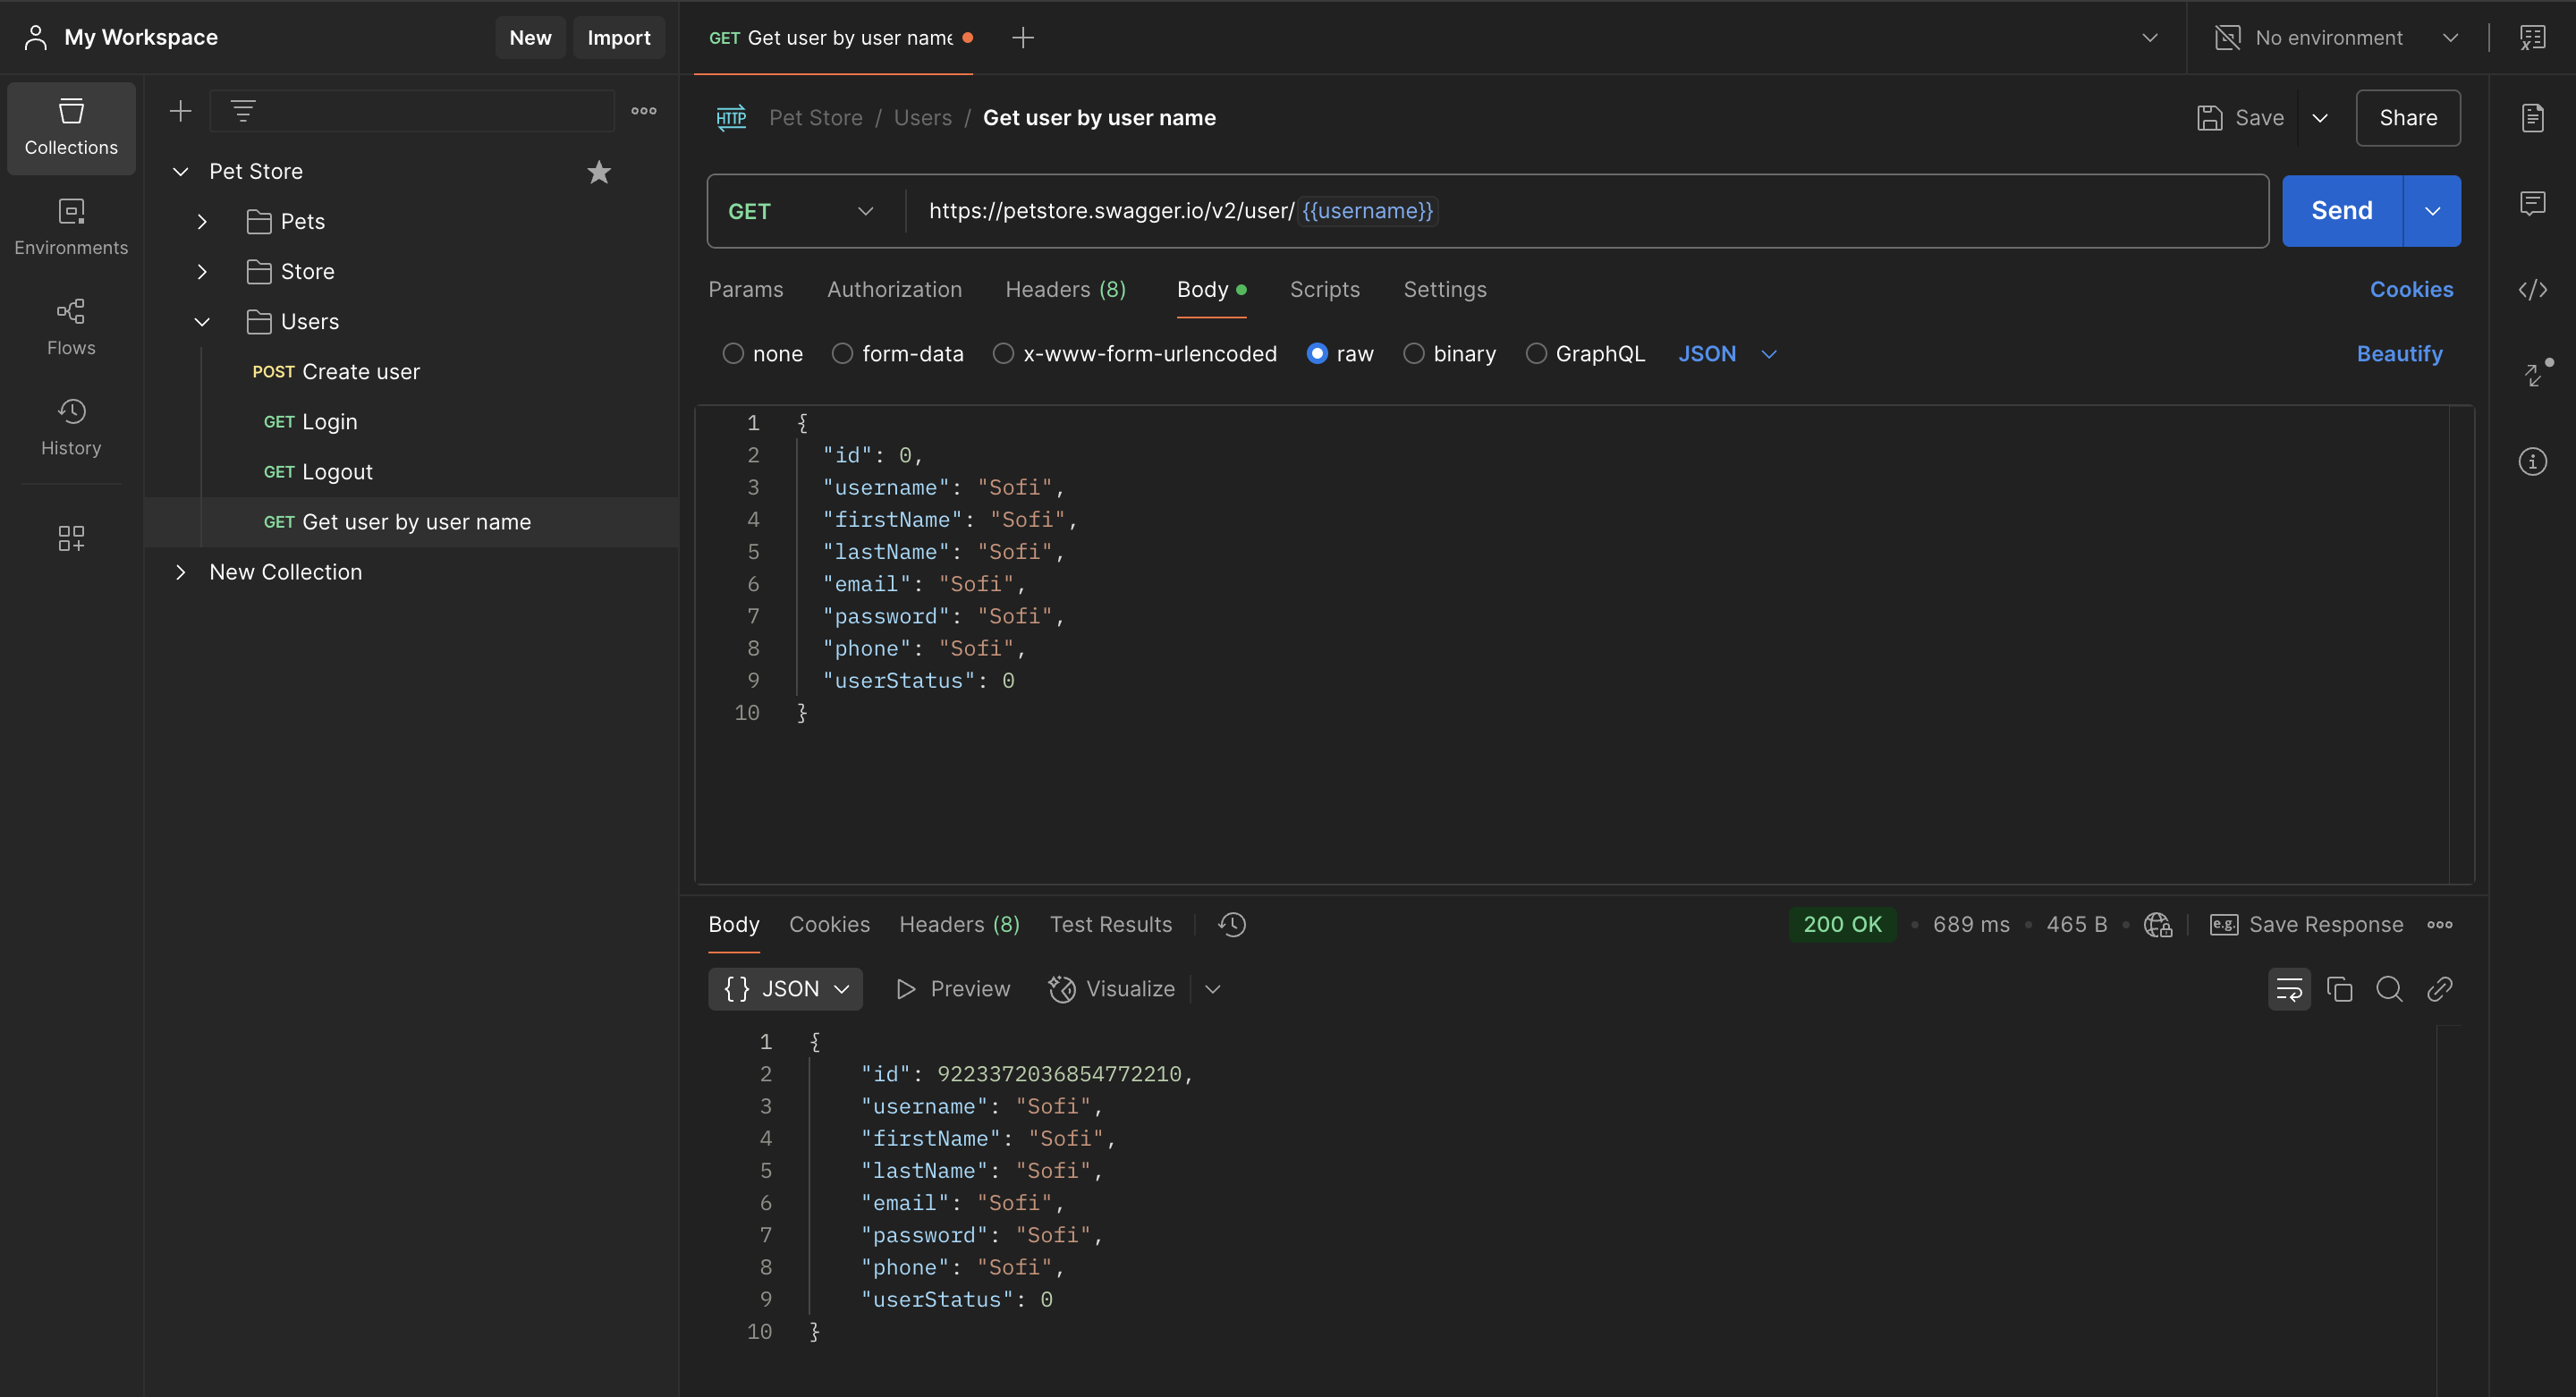 My Workspace
New
Import
GET Get user by user name
No environment
Collections
Environments
Flows
History
Pet Store
Pets
Store
Users
POST Create user
GET Login
GET Logout
GET Get user by user name
New Collection
HTTP
Pet Store / Users / Get user by user name
Save
Share
GET
https://petstore.swagger.io/v2/user/{{username}}
Send
Params
Authorization
Headers (8)
Body
Scripts
Settings
Cookies
none
form-data
x-www-form-urlencoded
raw
binary
GraphQL
JSON
Beautify
1 {
2 "id": 0,
3 "username": "Sofi",
4 "firstName": "Sofi",
5 "lastName": "Sofi",
6 "email": "Sofi",
7 "password": "Sofi",
8 "phone": "Sofi",
9 "userStatus": 0
10 }
Body
Cookies
Headers (8)
Test Results
200 OK
689 ms
465 B
e.g.
Save Response
{} JSON
Preview
Visualize
1 {
2 "id": 9223372036854772210,
3 "username": "Sofi",
4 "firstName": "Sofi",
5 "lastName": "Sofi",
6 "email": "Sofi",
7 "password": "Sofi",
8 "phone": "Sofi",
9 "userStatus": 0
10 }